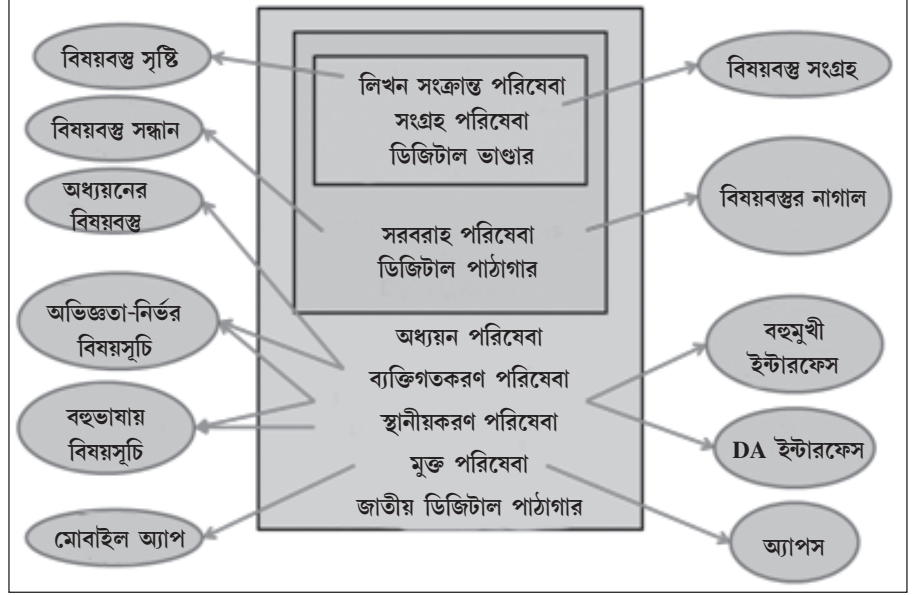 বিষয়বস্তু সৃষ্টি
বিষয়বস্তু সন্ধান
অধ্যয়নের
বিষয়বস্তু
অভিজ্ঞতা-নির্ভর
বিষয়সূচি
বহুভাষায়
বিষয়সূচি
মোবাইল অ্যাপ
লিখন সংক্রান্ত পরিষেবা
সংগ্রহ পরিষেবা
ডিজিটাল ভাণ্ডার
সরবরাহ পরিষেবা
ডিজিটাল পাঠাগার
অধ্যয়ন পরিষেবা
ব্যক্তিগতকরণ পরিষেবা
স্থানীয়করণ পরিষেবা
মুক্ত পরিষেবা
জাতীয় ডিজিটাল পাঠাগার
বিষয়বস্তু সংগ্রহ
বিষয়বস্তুর নাগাল
বহুমুখী
ইন্টারফেস
DA ইন্টারফেস
অ্যাপস